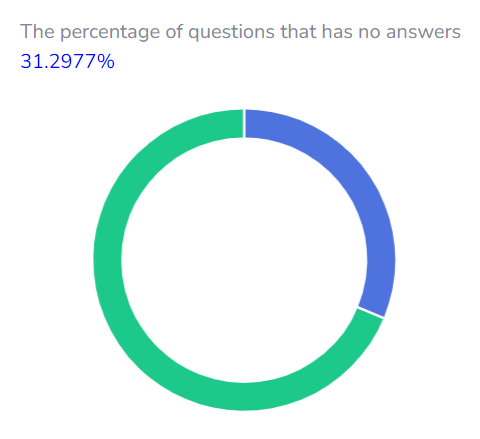 The percentage of questions that has no answers
31.2977%